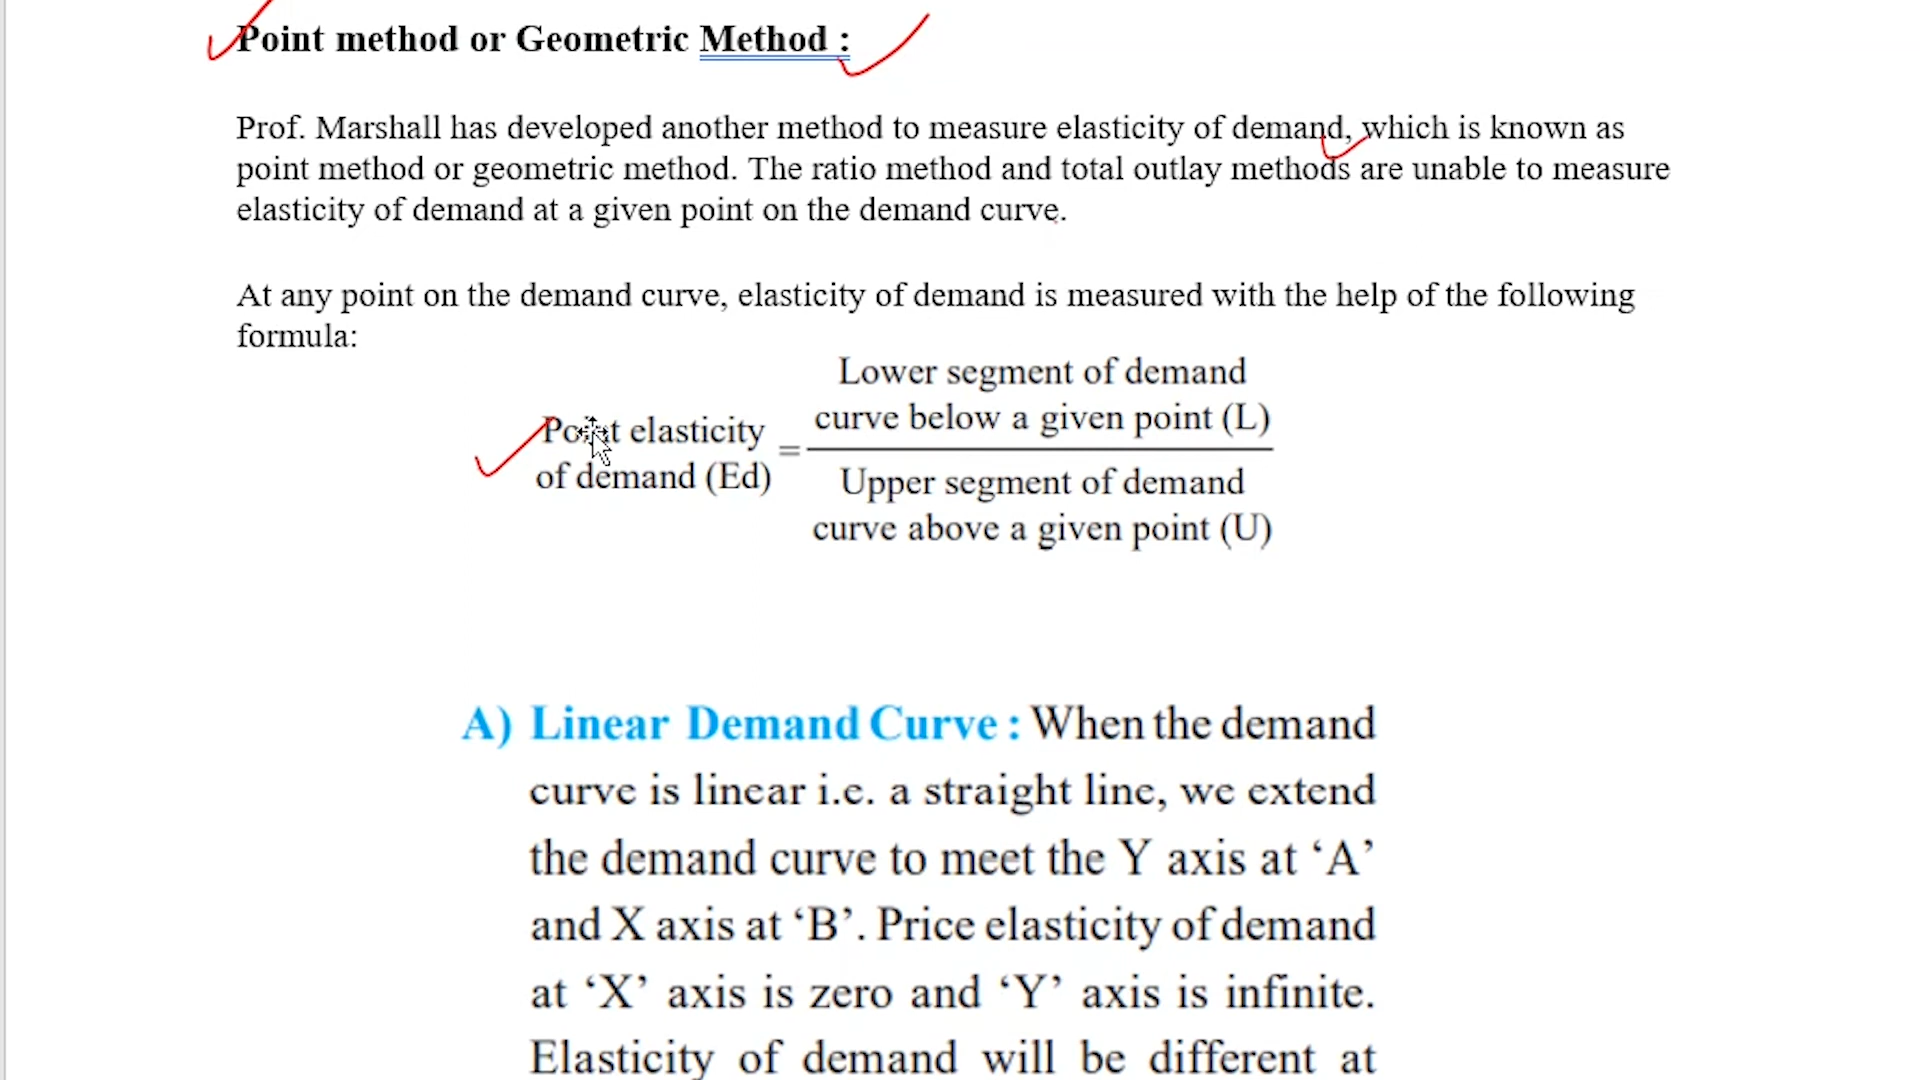 Point method or Geometric Method :
Prof. Marshall has developed another method to measure elasticity of demand, which is known as
point method or geometric method. The ratio method and total outlay methods are unable to measure
elasticity of demand at a given point on the demand curve.
At any point on the demand curve, elasticity of demand is measured with the help of the following
formula:
Point elasticity
of demand (Ed)
=
Lower segment of demand
curve below a given point (L)
Upper segment of demand
curve above a given point (U)
A) Linear Demand Curve : When the demand
curve is linear i.e. a straight line, we extend
the demand curve to meet the Y axis at ‘A’
and X axis at ‘B’. Price elasticity of demand
at ‘X’ axis is zero and ‘Y’ axis is infinite.
Elasticity of demand will be different at